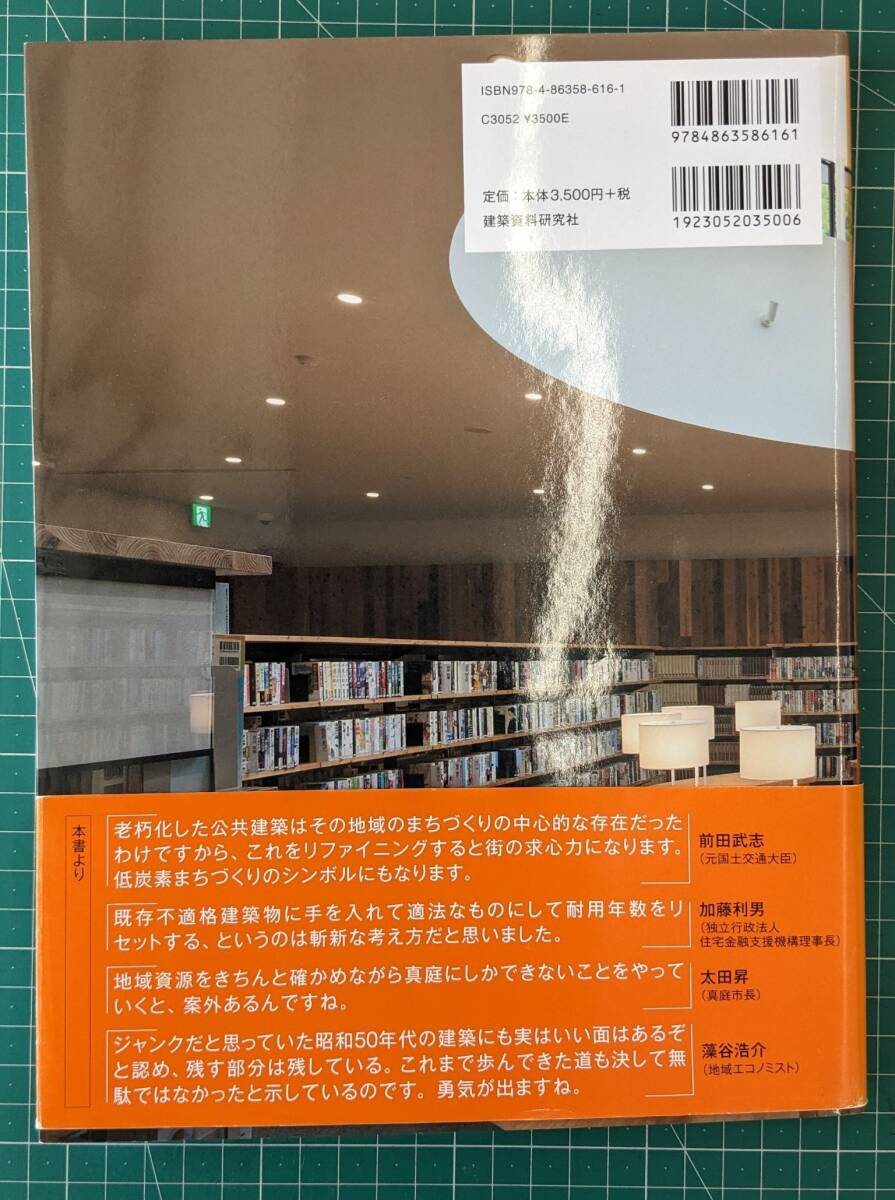 ISBN978-4-86358-616-1
C3052 ¥3500E
9784863586161
定価:本体3,500円+税
建築資料研究社
1923052035006
本書より
老朽化した公共建築はその地域のまちづくりの中心的な存在だった
わけですから、これをリファイニングすると街の求心力になります。
低炭素まちづくりのシンボルにもなります。
前田武志
(元国土交通大臣)
既存不適格建築物に手を入れて適法なものにして耐用年数をリ
セットする、というのは斬新な考え方だと思いました。
加藤利男
(独立行政法人
住宅金融支援機構理事長)
地域資源をきちんと確かめながら真庭にしかできないことをやって
いくと、案外あるんですね。
太田昇
(真庭市長)
ジャンクだと思っていた昭和50年代の建築にも実はいい面はあるぞ
と認め、残す部分は残している。これまで歩んできた道も決して無
駄ではなかったと示しているのです。勇気が出ますね。
藻谷浩介
(地域エコノミスト)